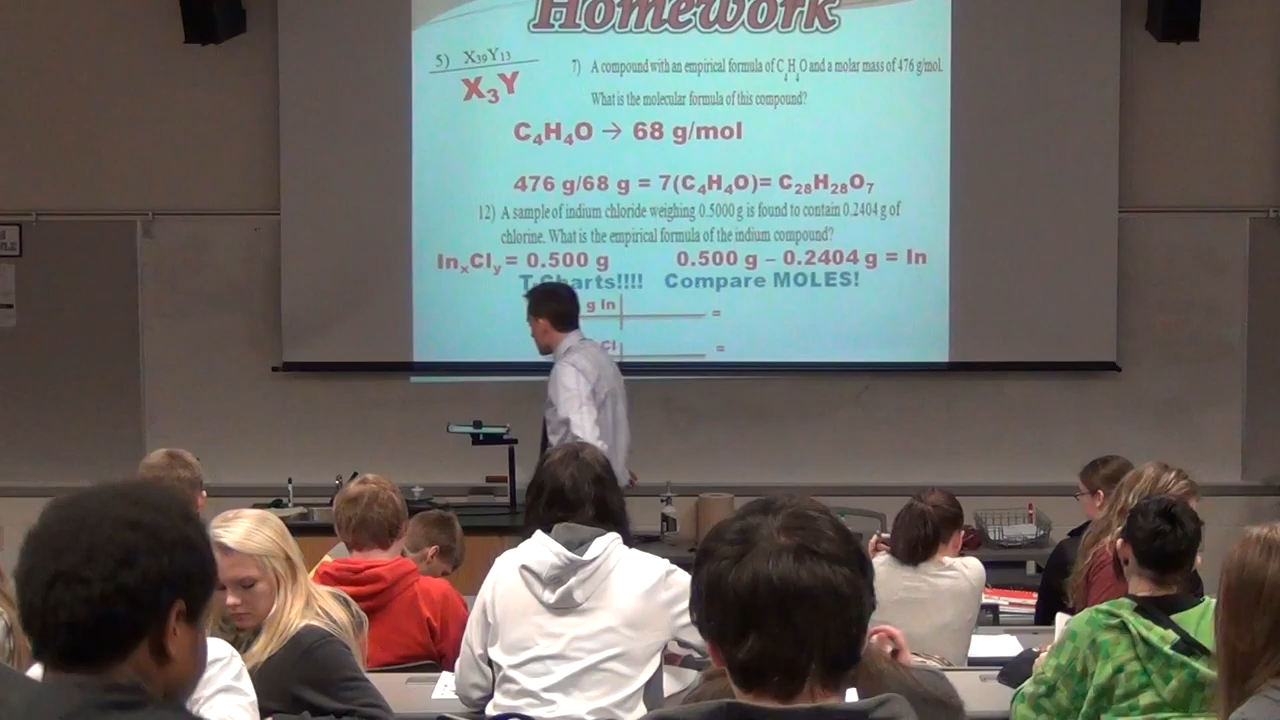 Homework
5) X₃₉Y₁₃
X₃Y
7) A compound with an empirical formula of C₄H₄O and a molar mass of 476 g/mol.
What is the molecular formula of this compound?
C₄H₄O → 68 g/mol
476 g/68 g = 7(C₄H₄O)= C₂₈H₂₈O₇
12) A sample of indium chloride weighing 0.5000 g is found to contain 0.2404 g of
chlorine. What is the empirical formula of the indium compound?
InₓClᵧ = 0.500 g 0.500 g – 0.2404 g = In
T-Charts!!!! Compare MOLES!
g In =
Cl =